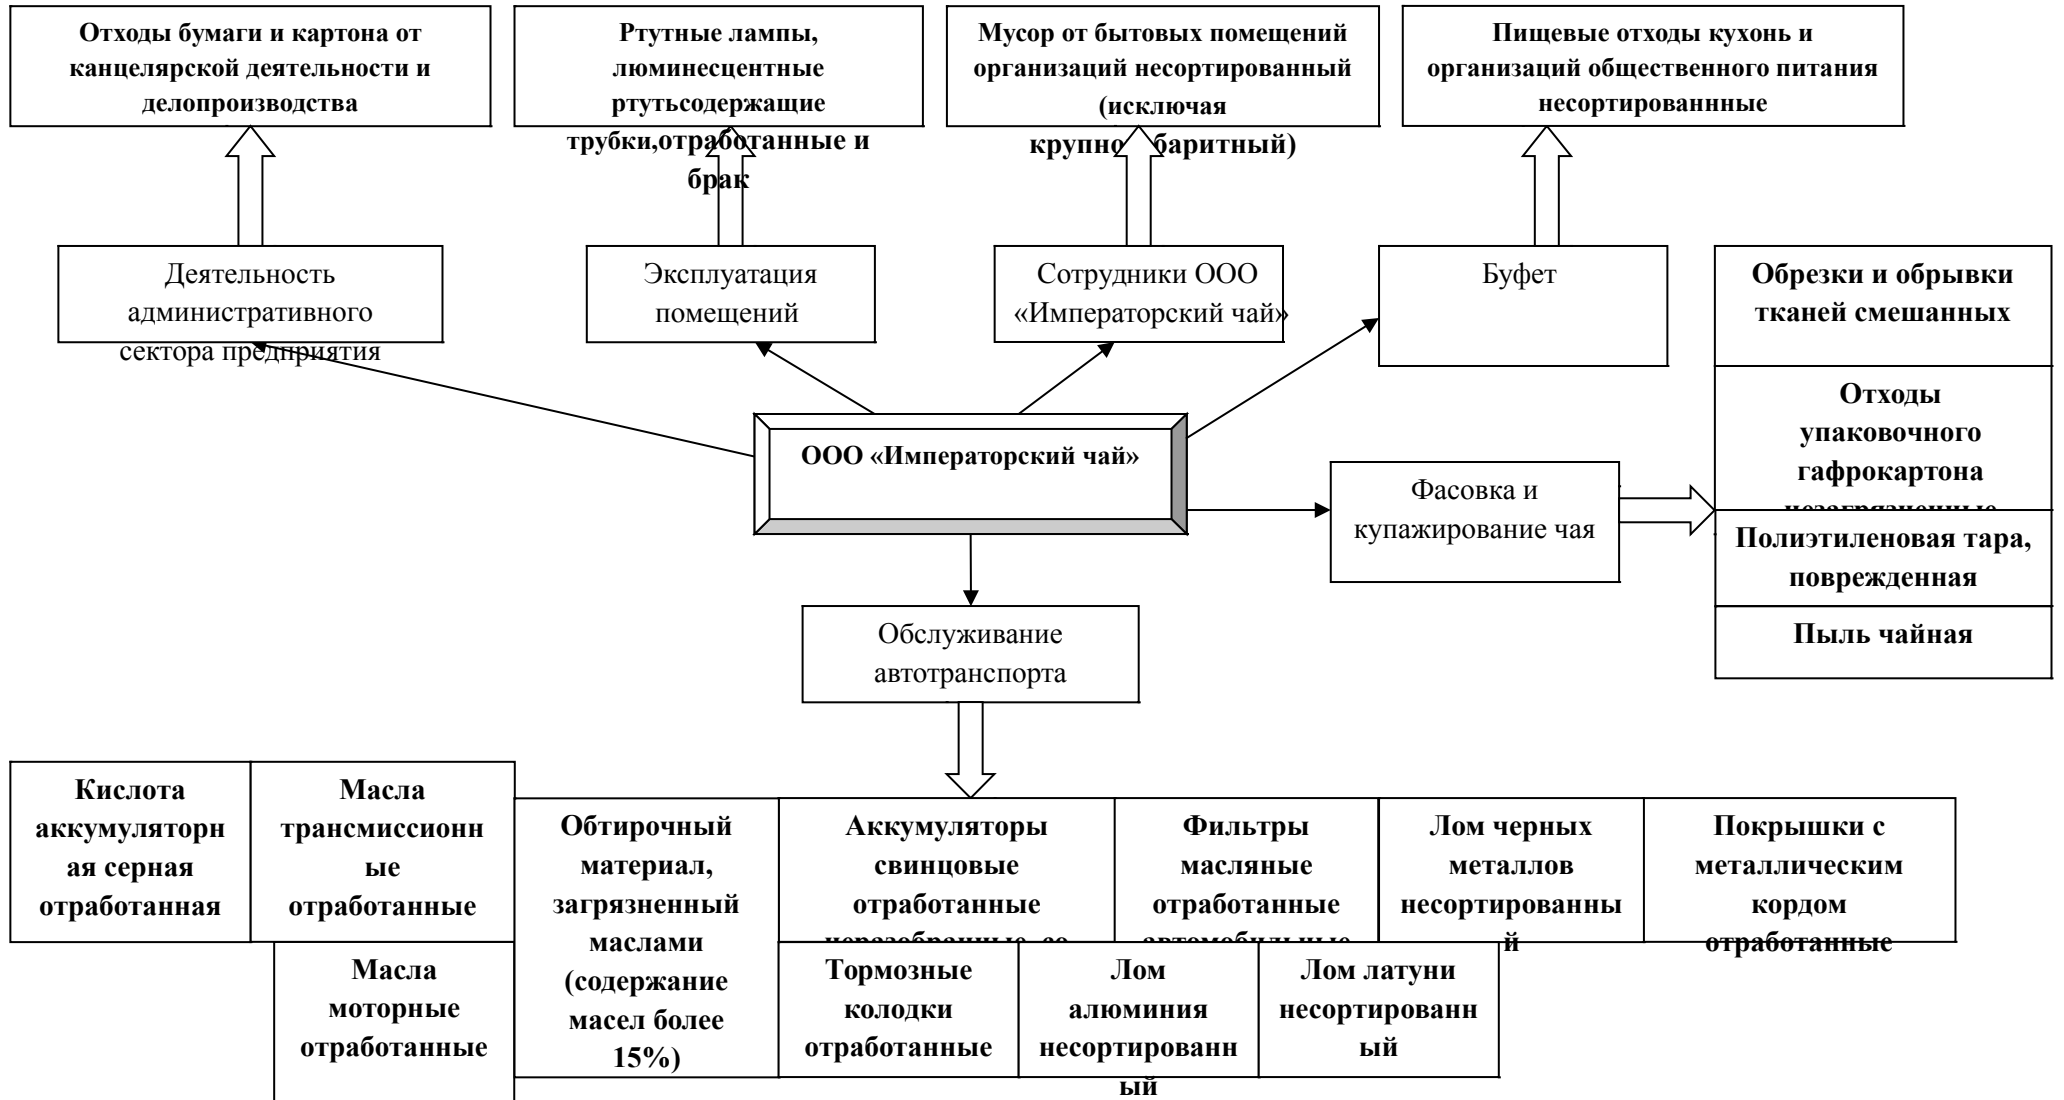 Отходы бумаги и картона от
канцелярской деятельности и
делопроизводства
Ртутные лампы,
люминесцентные
ртутьсодержащие
трубки,отработанные и
брак
Мусор от бытовых помещений
организаций несортированный
(исключая
крупногабаритный)
Пищевые отходы кухонь и
организаций общественного питания
несортированнные
Деятельность
административного
сектора предприятия
Эксплуатация
помещений
Сотрудники ООО
«Императорский чай»
Буфет
Обрезки и обрывки
тканей смешанных
Отходы
упаковочного
гафрокартона
незагрязненные
Полиэтиленовая тара,
поврежденная
Пыль чайная
ООО «Императорский чай»
Фасовка и
купажирование чая
Обслуживание
автотранспорта
Кислота
аккумуляторн
ая серная
отработанная
Масла
трансмиссионн
ые
отработанные
Масла
моторные
отработанные
Обтирочный
материал,
загрязненный
маслами
(содержание
масел более
15%)
Аккумуляторы
свинцовые
отработанные
неразобранные, со
Фильтры
масляные
отработанные
автомобильные
Лом черных
металлов
несортированны
й
Покрышки с
металлическим
кордом
отработанные
Тормозные
колодки
отработанные
Лом
алюминия
несортированн
ый
Лом латуни
несортированн
ый